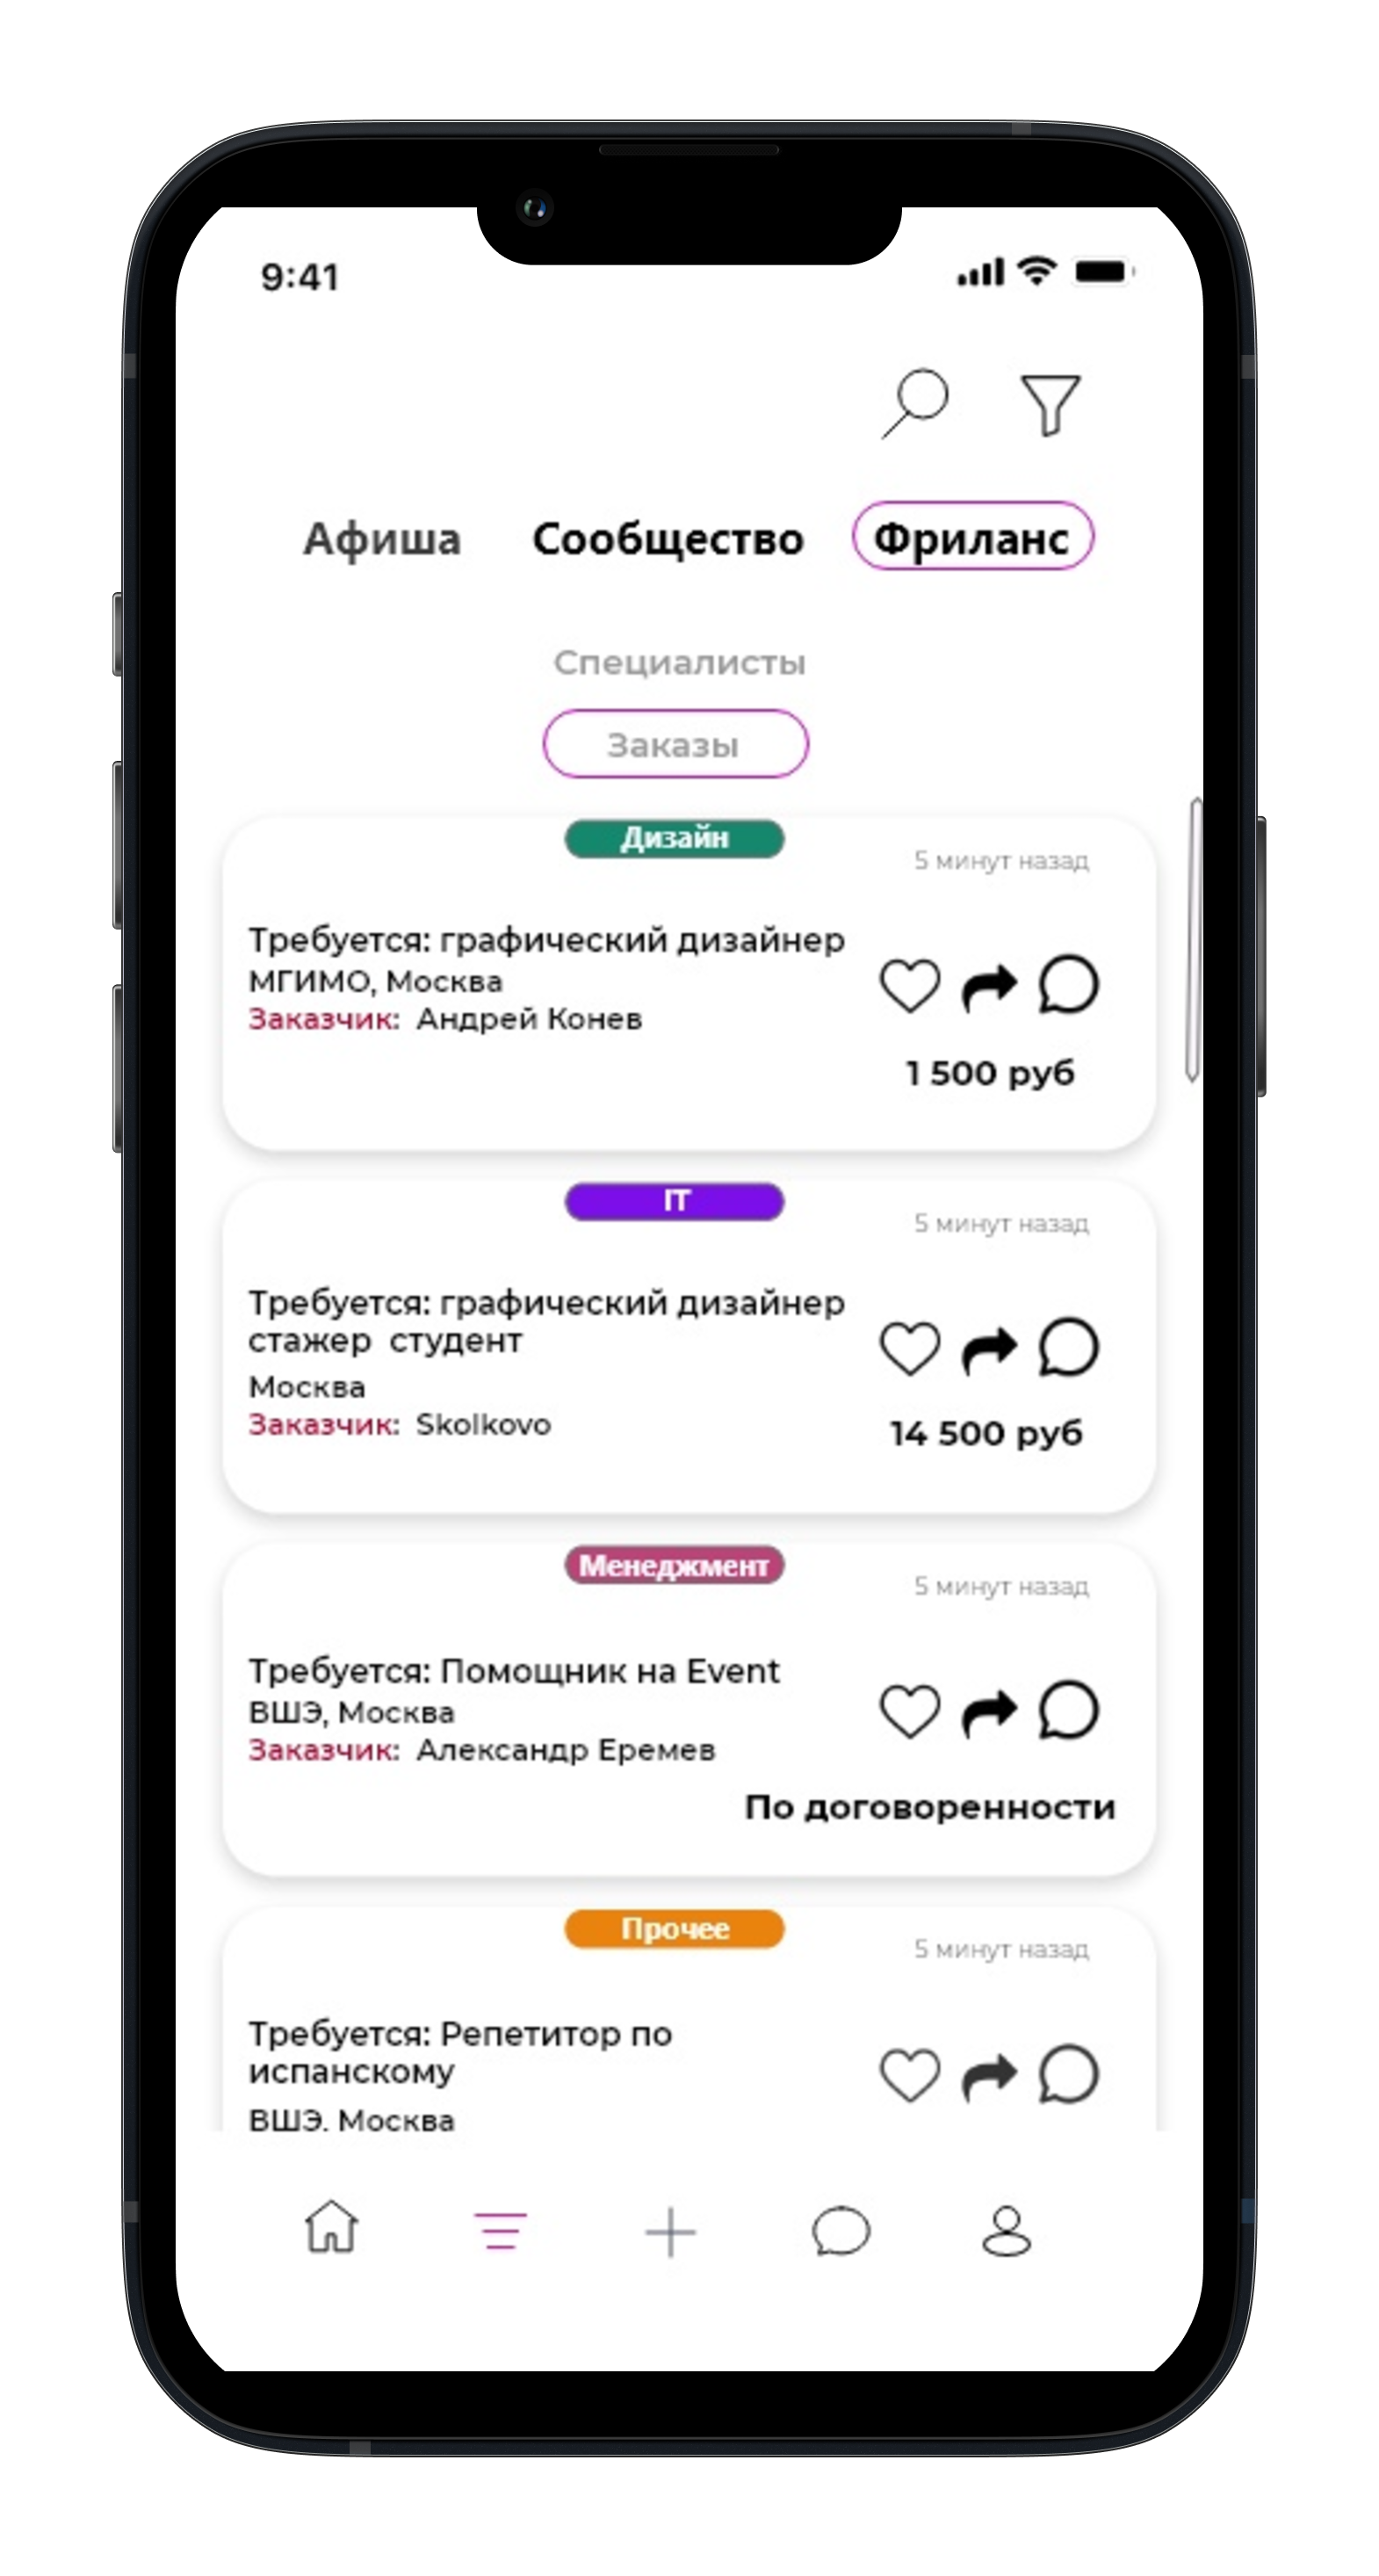 9:41
Афиша Сообщество Фриланс
Специалисты
Заказы
Дизайн
5 минут назад
Требуется: графический дизайнер
МГИМО, Москва
Заказчик: Андрей Конев
1 500 руб
IT
5 минут назад
Требуется: графический дизайнер
стажер студент
Москва
Заказчик: Skolkovo
14 500 руб
Менеджмент
5 минут назад
Требуется: Помощник на Event
ВШЭ, Москва
Заказчик: Александр Еремев
По договоренности
Прочее
5 минут назад
Требуется: Репетитор по
испанскому
ВШЭ, Москва